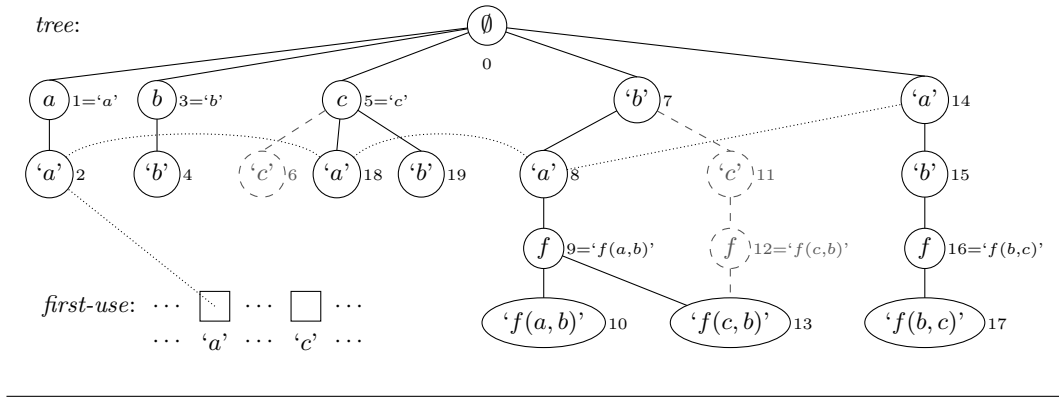 tree:
∅
0
a 1=‘a’ b 3=‘b’ c 5=‘c’ ‘b’ 7 ‘a’ 14
‘a’ 2 ‘b’ 4 ‘c’ 6 ‘a’ 18 ‘b’ 19 ‘a’ 8 ‘c’ 11 ‘b’ 15
f 9=‘f(a,b)’ f 12=‘f(c,b)’ f 16=‘f(b,c)’
first-use: ··· ··· ··· ‘f(a, b)’ 10 ‘f(c, b)’ 13 ‘f(b, c)’ 17
··· ‘a’ ··· ‘c’ ···